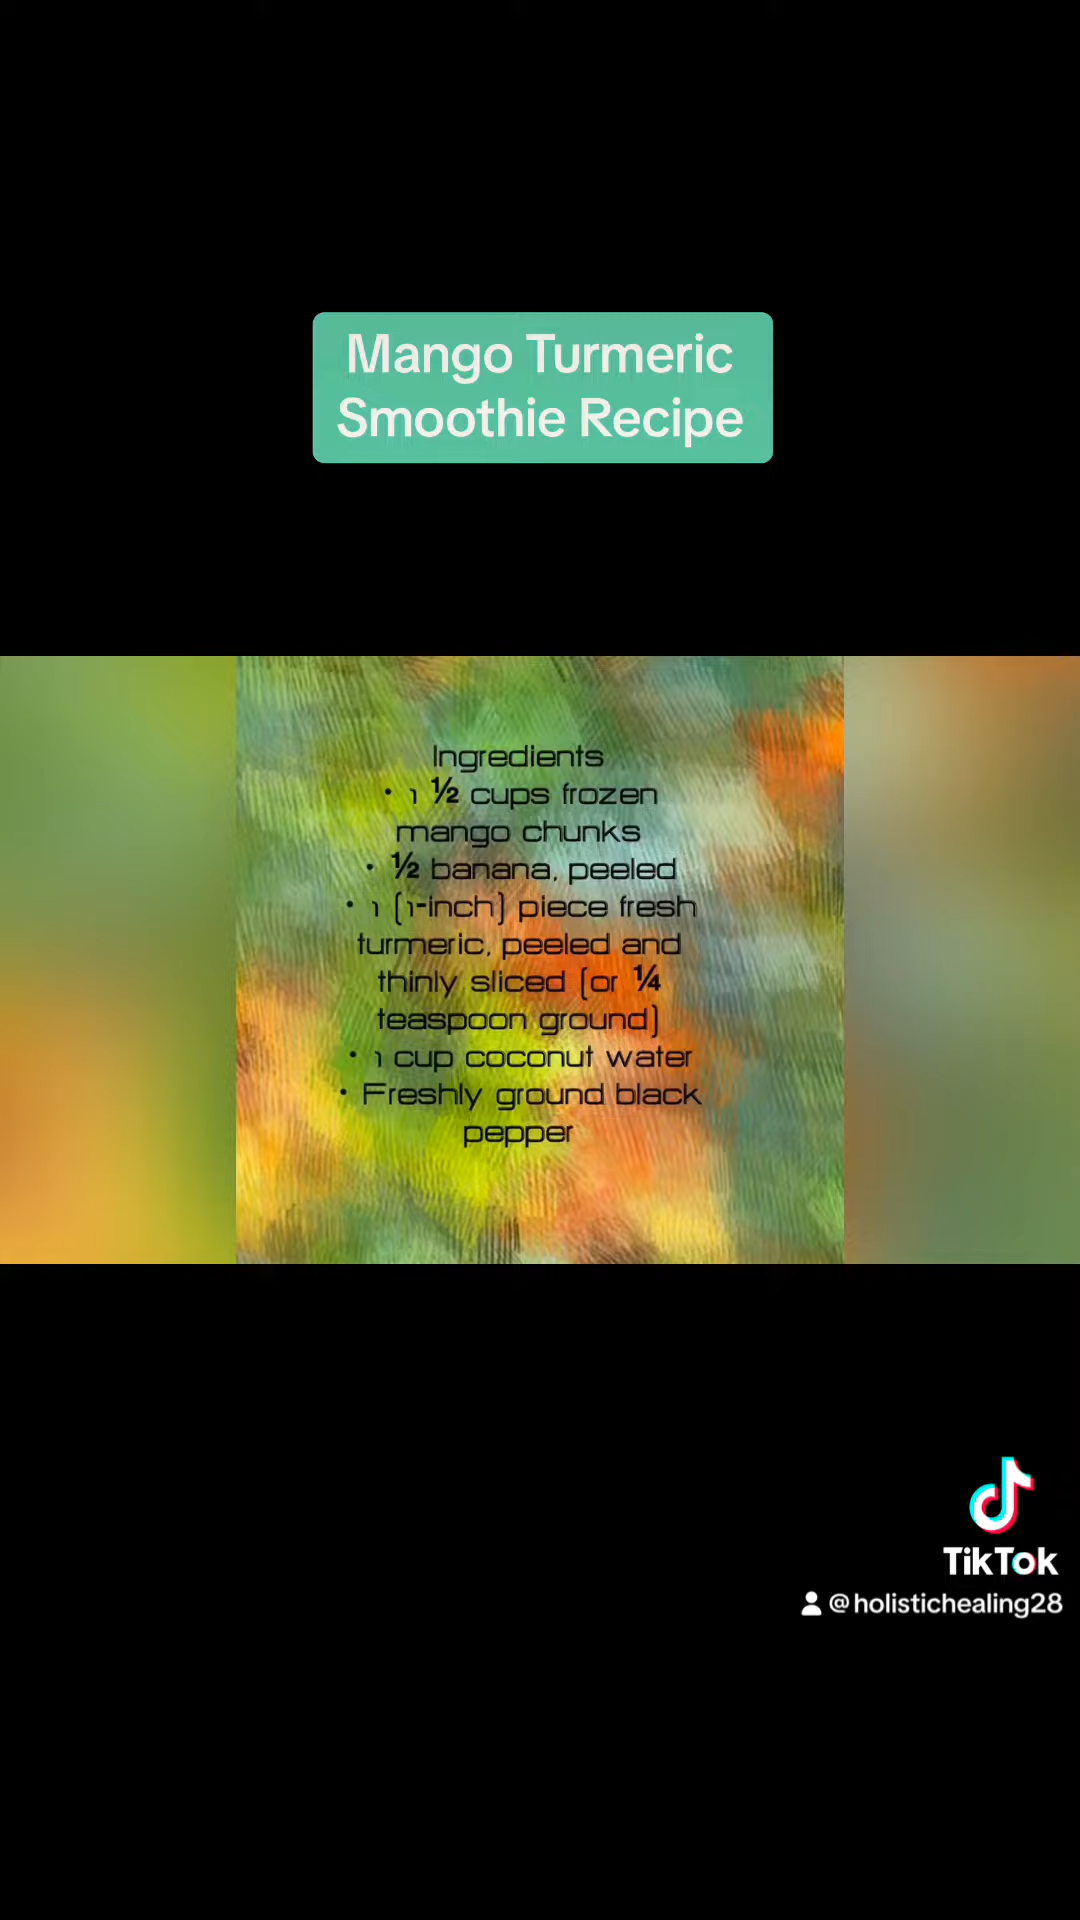 Mango Turmeric
Smoothie Recipe
Ingredients
• 1 ½ cups frozen
mango chunks
• ½ banana, peeled
• 1 (1-inch) piece fresh
turmeric, peeled and
thinly sliced (or ¼
teaspoon ground)
• 1 cup coconut water
• Freshly ground black
pepper
TikTok
@holistichealing28